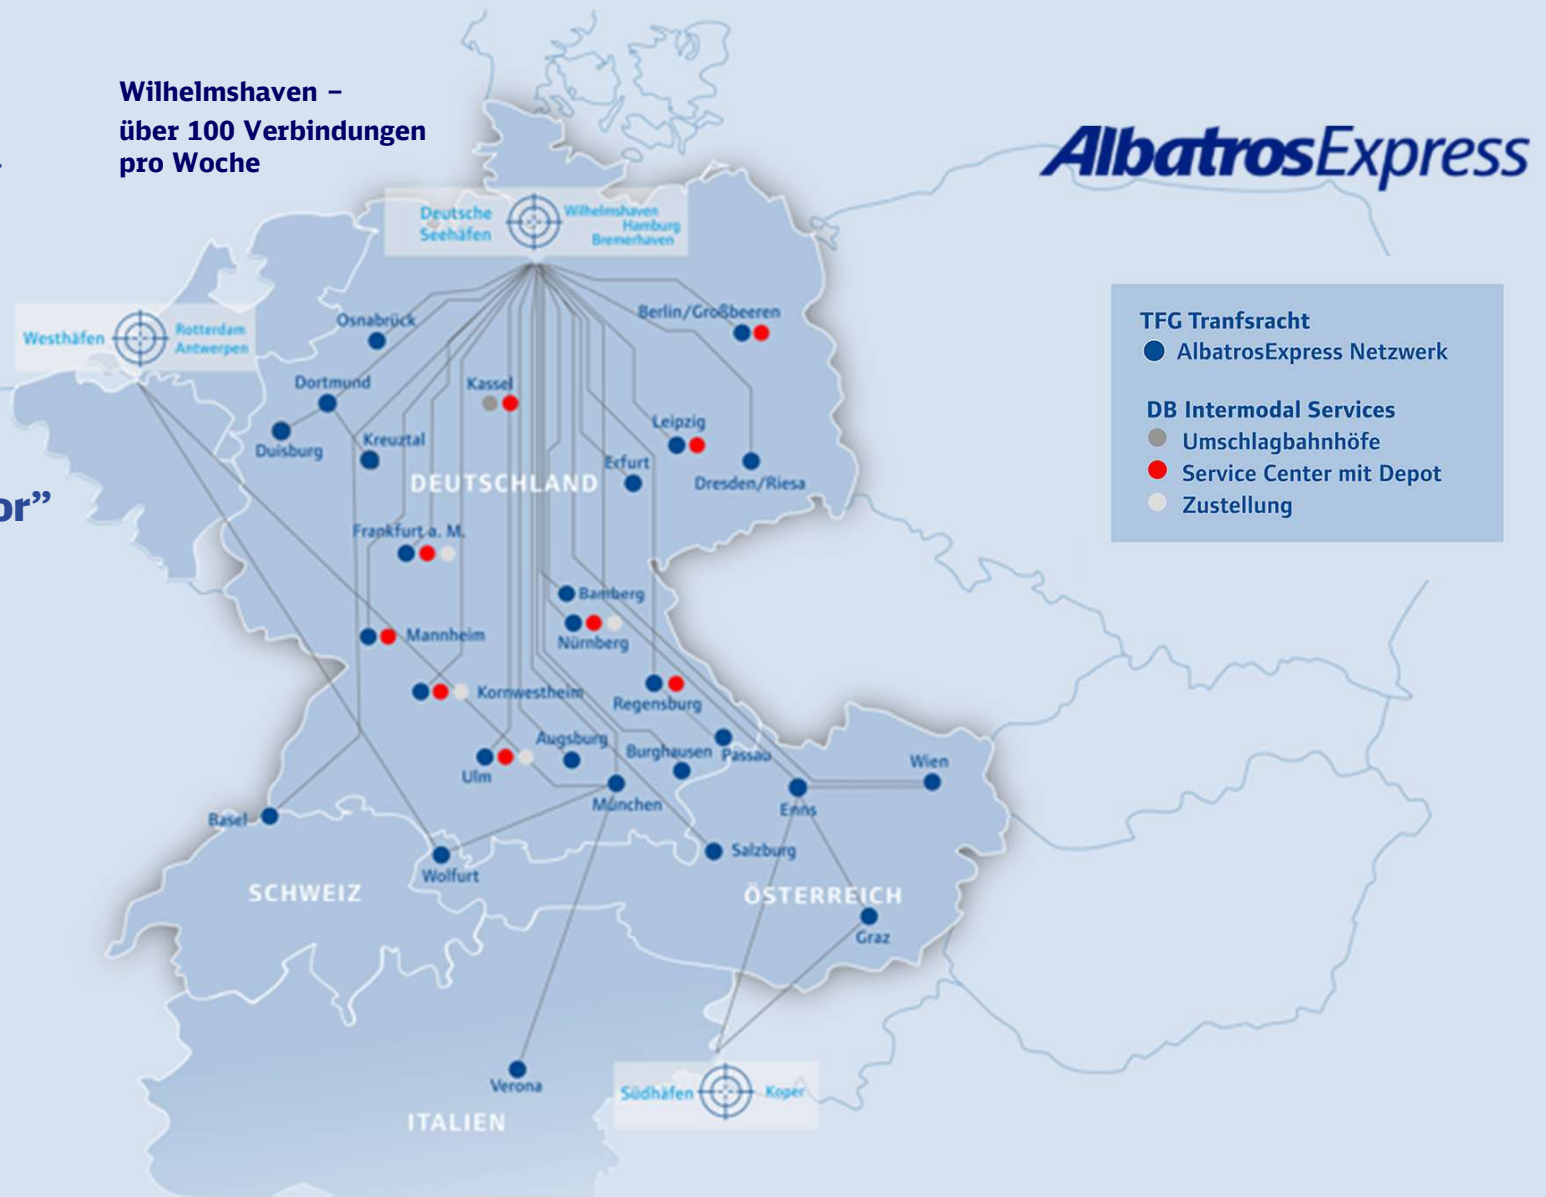 Wilhelmshaven –
über 100 Verbindungen
pro Woche
AlbatrosExpress
Deutsche
Seehäfen
Wilhelmshaven
Hamburg
Bremerhaven
Westhäfen
Rotterdam
Antwerpen
Osnabrück
Berlin/Großbeeren
Dortmund
Kassel
Duisburg
Kreuztal
Leipzig
Erfurt
Dresden/Riesa
DEUTSCHLAND
or”
Frankfurt a. M.
Bamberg
Nürnberg
Mannheim
Kornwestheim
Regensburg
Augsburg
Burghausen
Passau
Ulm
München
Enns
Wien
Basel
Wolfurt
Salzburg
SCHWEIZ
ÖSTERREICH
Graz
Verona
ITALIEN
Südhäfen
Koper
TFG Tranfsracht
AlbatrosExpress Netzwerk
DB Intermodal Services
Umschlagbahnhöfe
Service Center mit Depot
Zustellung